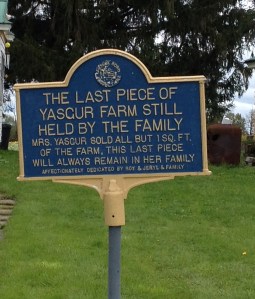 THE LAST PIECE OF
YASGUR FARM STILL
HELD BY THE FAMILY
MRS. YASGUR SOLD ALL BUT 1 SQ. FT.
OF THE FARM, THIS LAST PIECE
WILL ALWAYS REMAIN IN HER FAMILY
AFFECTIONATELY DEDICATED BY ROY & JERYL & FAMILY